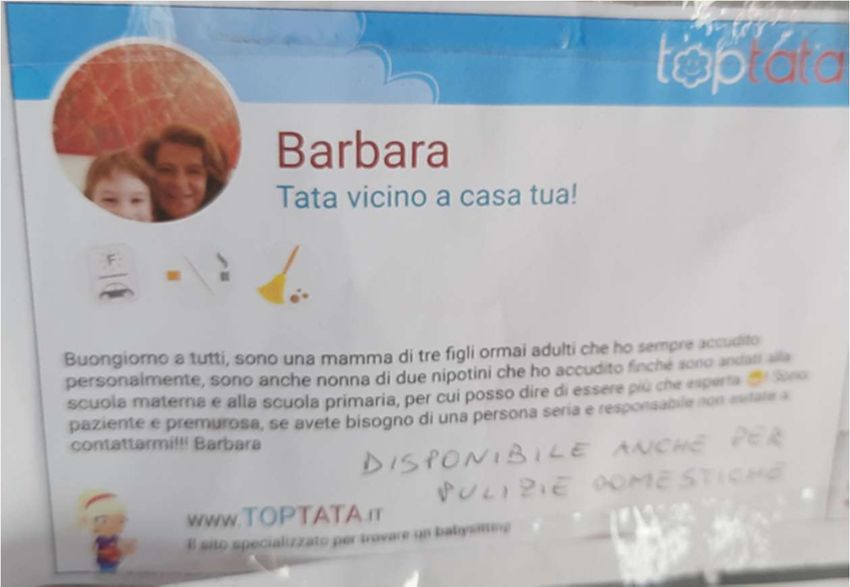 toptata
Barbara
Tata vicino a casa tua!
F
Buongiorno a tutti, sono una mamma di tre figli ormai adulti che ho sempre accudito
personalmente, sono anche nonna di due nipotini che ho accudito finché sono andati alla
scuola materna e alla scuola primaria, per cui posso dire di essere più che esperta 😁! Sono
paziente e premurosa, se avete bisogno di una persona seria e responsabile non esitate a
contattarmi!!! Barbara
DISPONIBILE ANCHE PER
PULIZIE DOMESTICHE
www.TOPTATA.IT
Il sito specializzato per trovare un babysitting